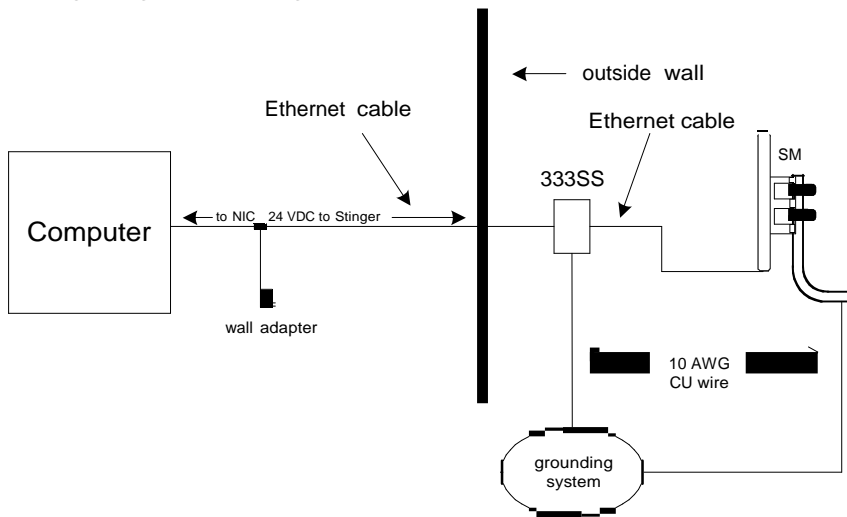 outside wall
Ethernet cable
Ethernet cable
SM
333SS
to NIC
24 VDC to Stinger
Computer
wall adapter
10 AWG
CU wire
grounding
system